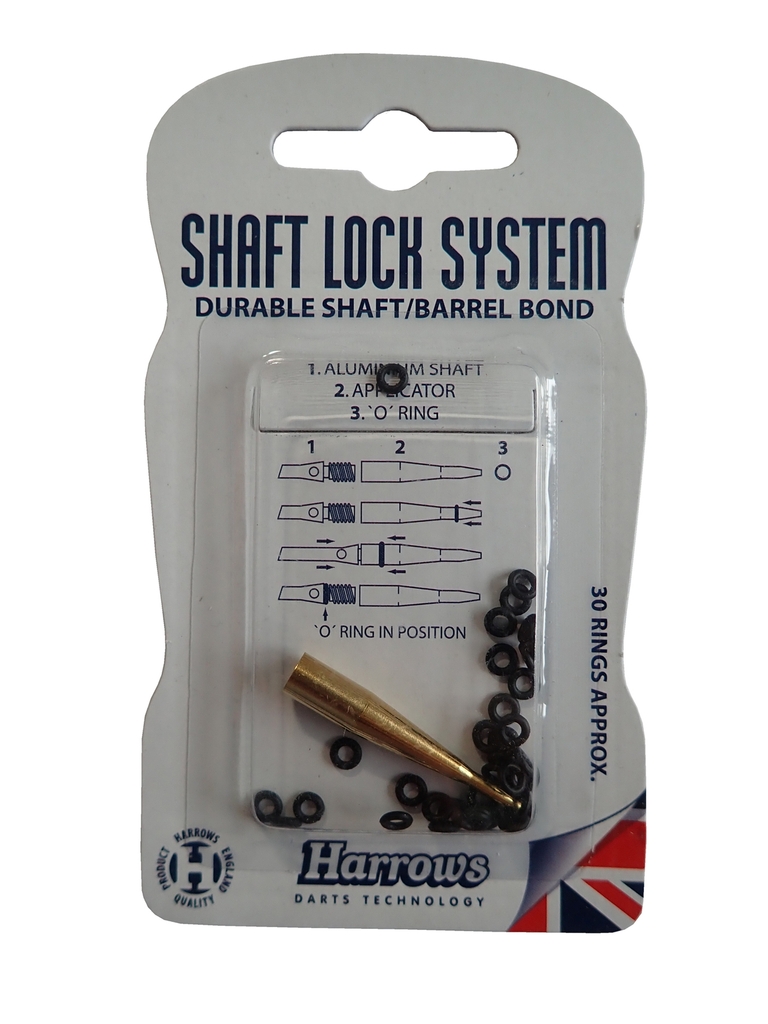 SHAFT LOCK SYSTEM
DURABLE SHAFT/BARREL BOND
1. ALUMINIUM SHAFT
2. APPLICATOR
3. `O´ RING
1 2 3
`O´ RING IN POSITION
30 RINGS APPROX.
HARROWS ENGLAND
PRODUCT QUALITY
H
Harrows
DARTS TECHNOLOGY